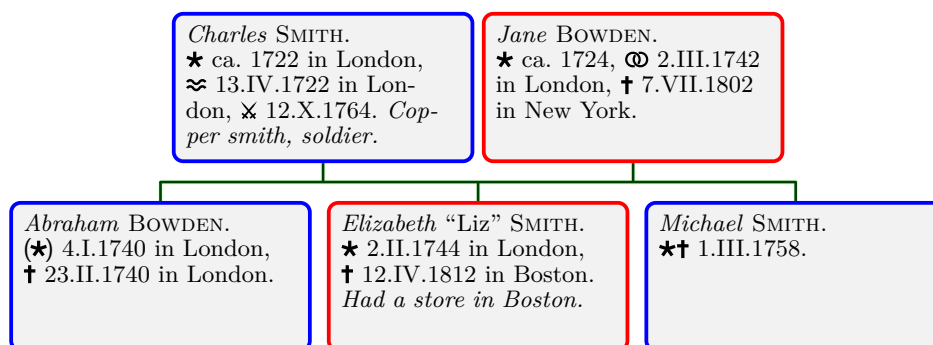 Charles SMITH.
★ ca. 1722 in London,
≈ 13.IV.1722 in Lon-
don, ⚔ 12.X.1764. Cop-
per smith, soldier.
Jane BOWDEN.
★ ca. 1724, ⚭ 2.III.1742
in London, † 7.VII.1802
in New York.
Abraham BOWDEN.
(★) 4.I.1740 in London,
† 23.II.1740 in London.
Elizabeth “Liz” SMITH.
★ 2.II.1744 in London,
† 12.IV.1812 in Boston.
Had a store in Boston.
Michael SMITH.
★† 1.III.1758.